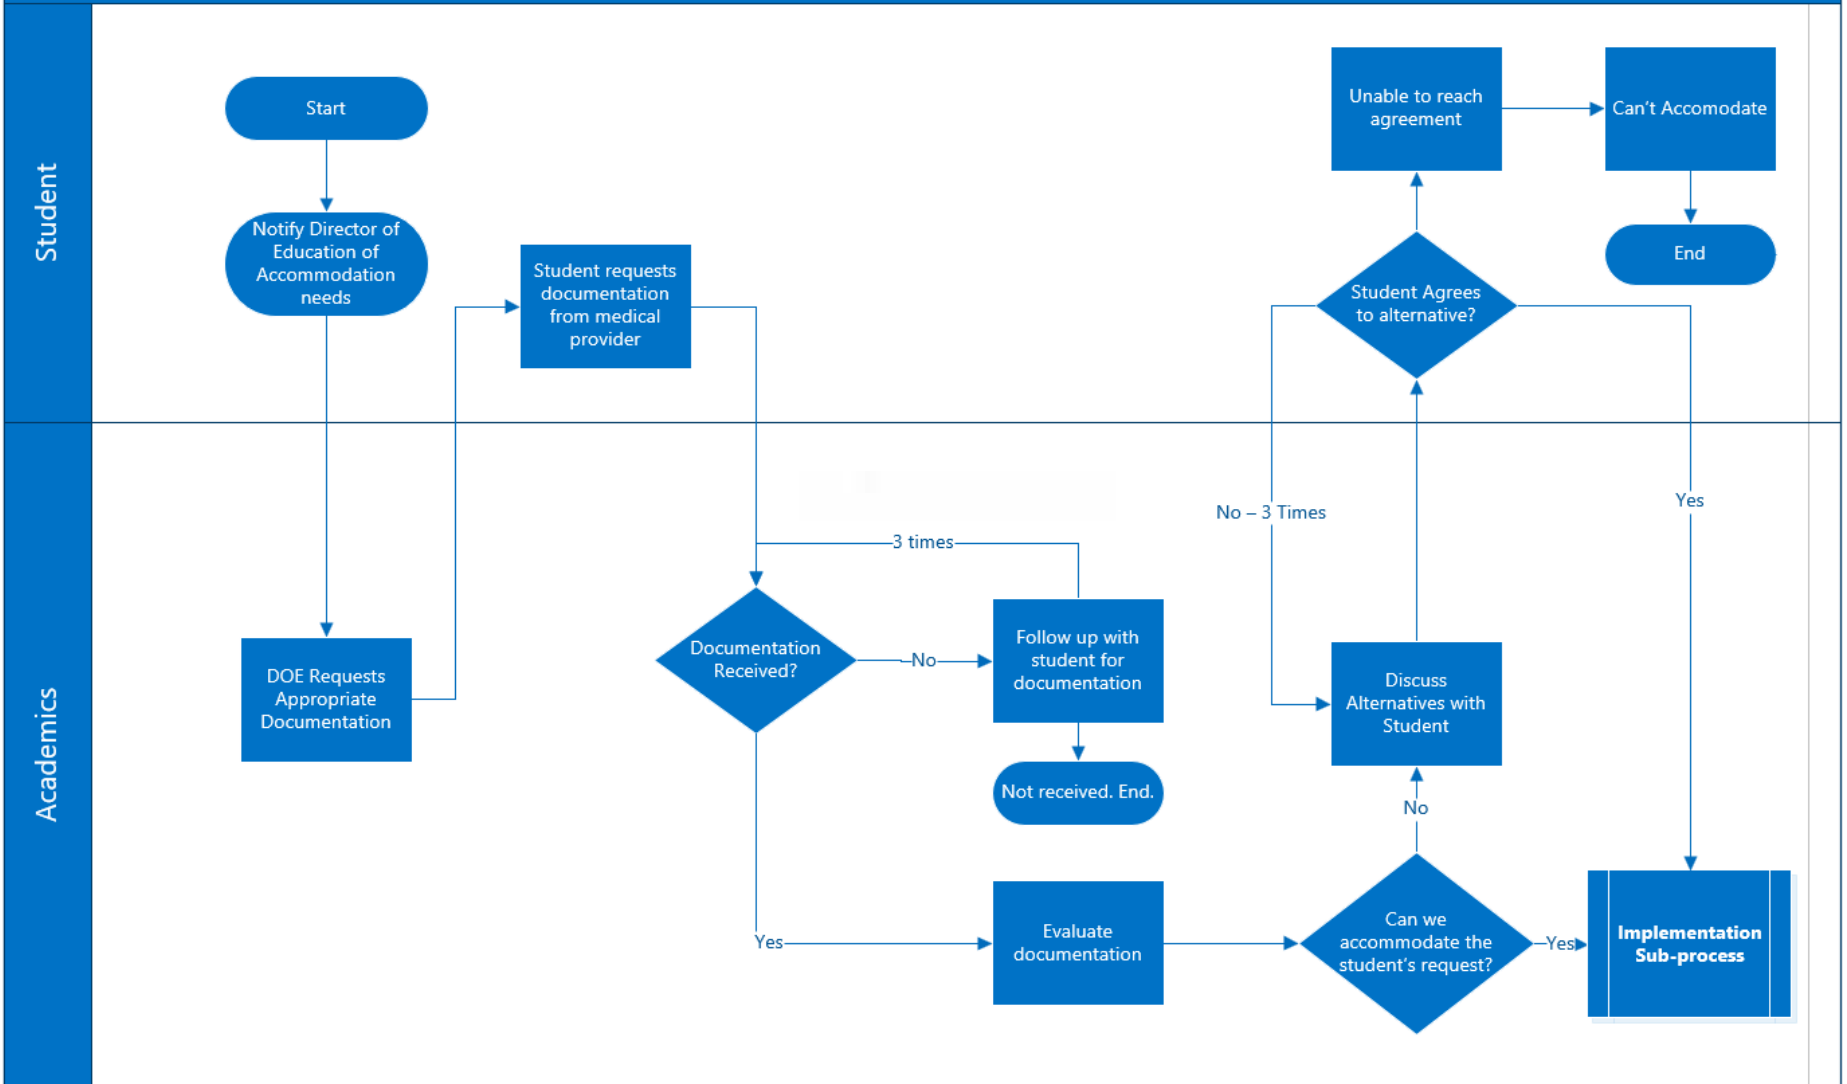 Student
Start
Notify Director of
Education of
Accommodation
needs
Student requests
documentation
from medical
provider
Unable to reach
agreement
Can't Accomodate
End
Student Agrees
to alternative?
Academics
DOE Requests
Appropriate
Documentation
Documentation
Received?
3 times
No
Follow up with
student for
documentation
Not received. End.
Yes
Evaluate
documentation
Can we
accommodate the
student's request?
No
Discuss
Alternatives with
Student
No – 3 Times
Yes
Yes
Implementation
Sub-process